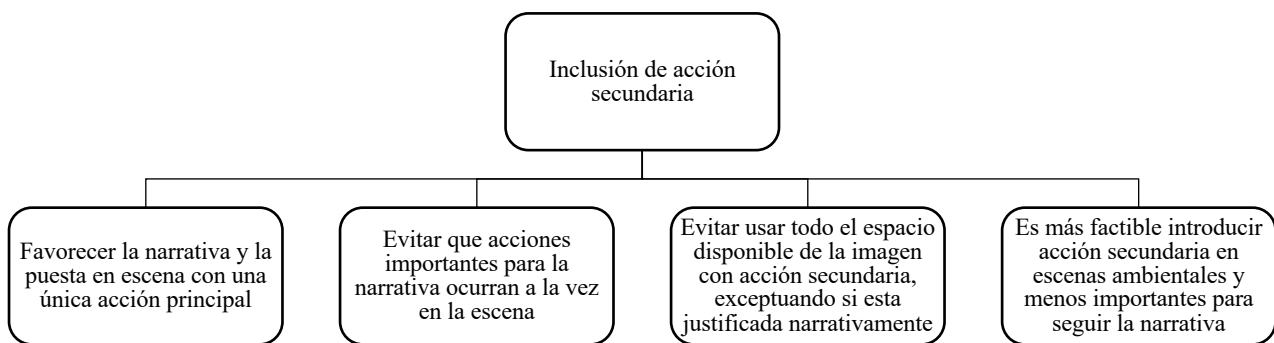 Inclusión de acción
secundaria
Favorecer la narrativa y la
puesta en escena con una
única acción principal
Evitar que acciones
importantes para la
narrativa ocurran a la vez
en la escena
Evitar usar todo el espacio
disponible de la imagen
con acción secundaria,
exceptuando si esta
justificada narrativamente
Es más factible introducir
acción secundaria en
escenas ambientales y
menos importantes para
seguir la narrativa